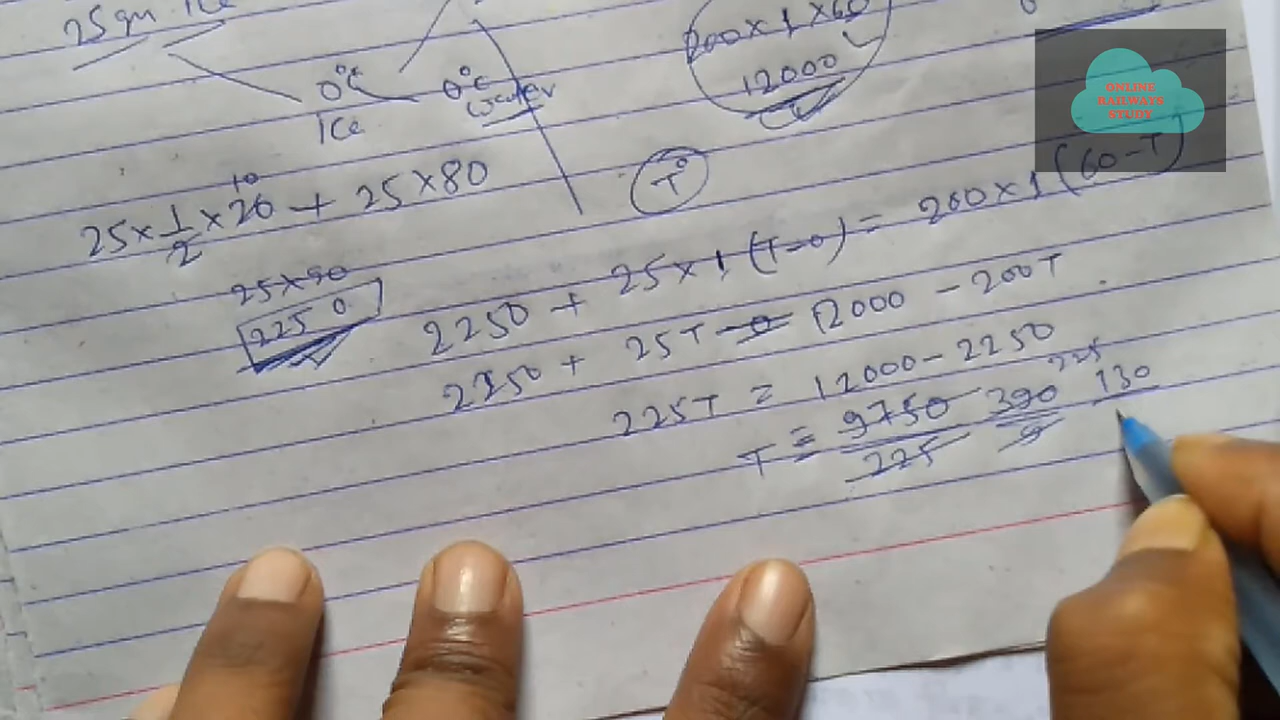 25gm Ice
200×1×60
12000
0°C 0°C
Ice water
T°
10
25×1/2×20 + 25×80
25×90
2250
2250 + 25×1 (T-0) = 200×1 (60-T)
2250 + 25T-0= 12000 - 200T
225T = 12000-2250
T = 9750/225 390/9 130
225
ONLINE
RAILWAYS
STUDY